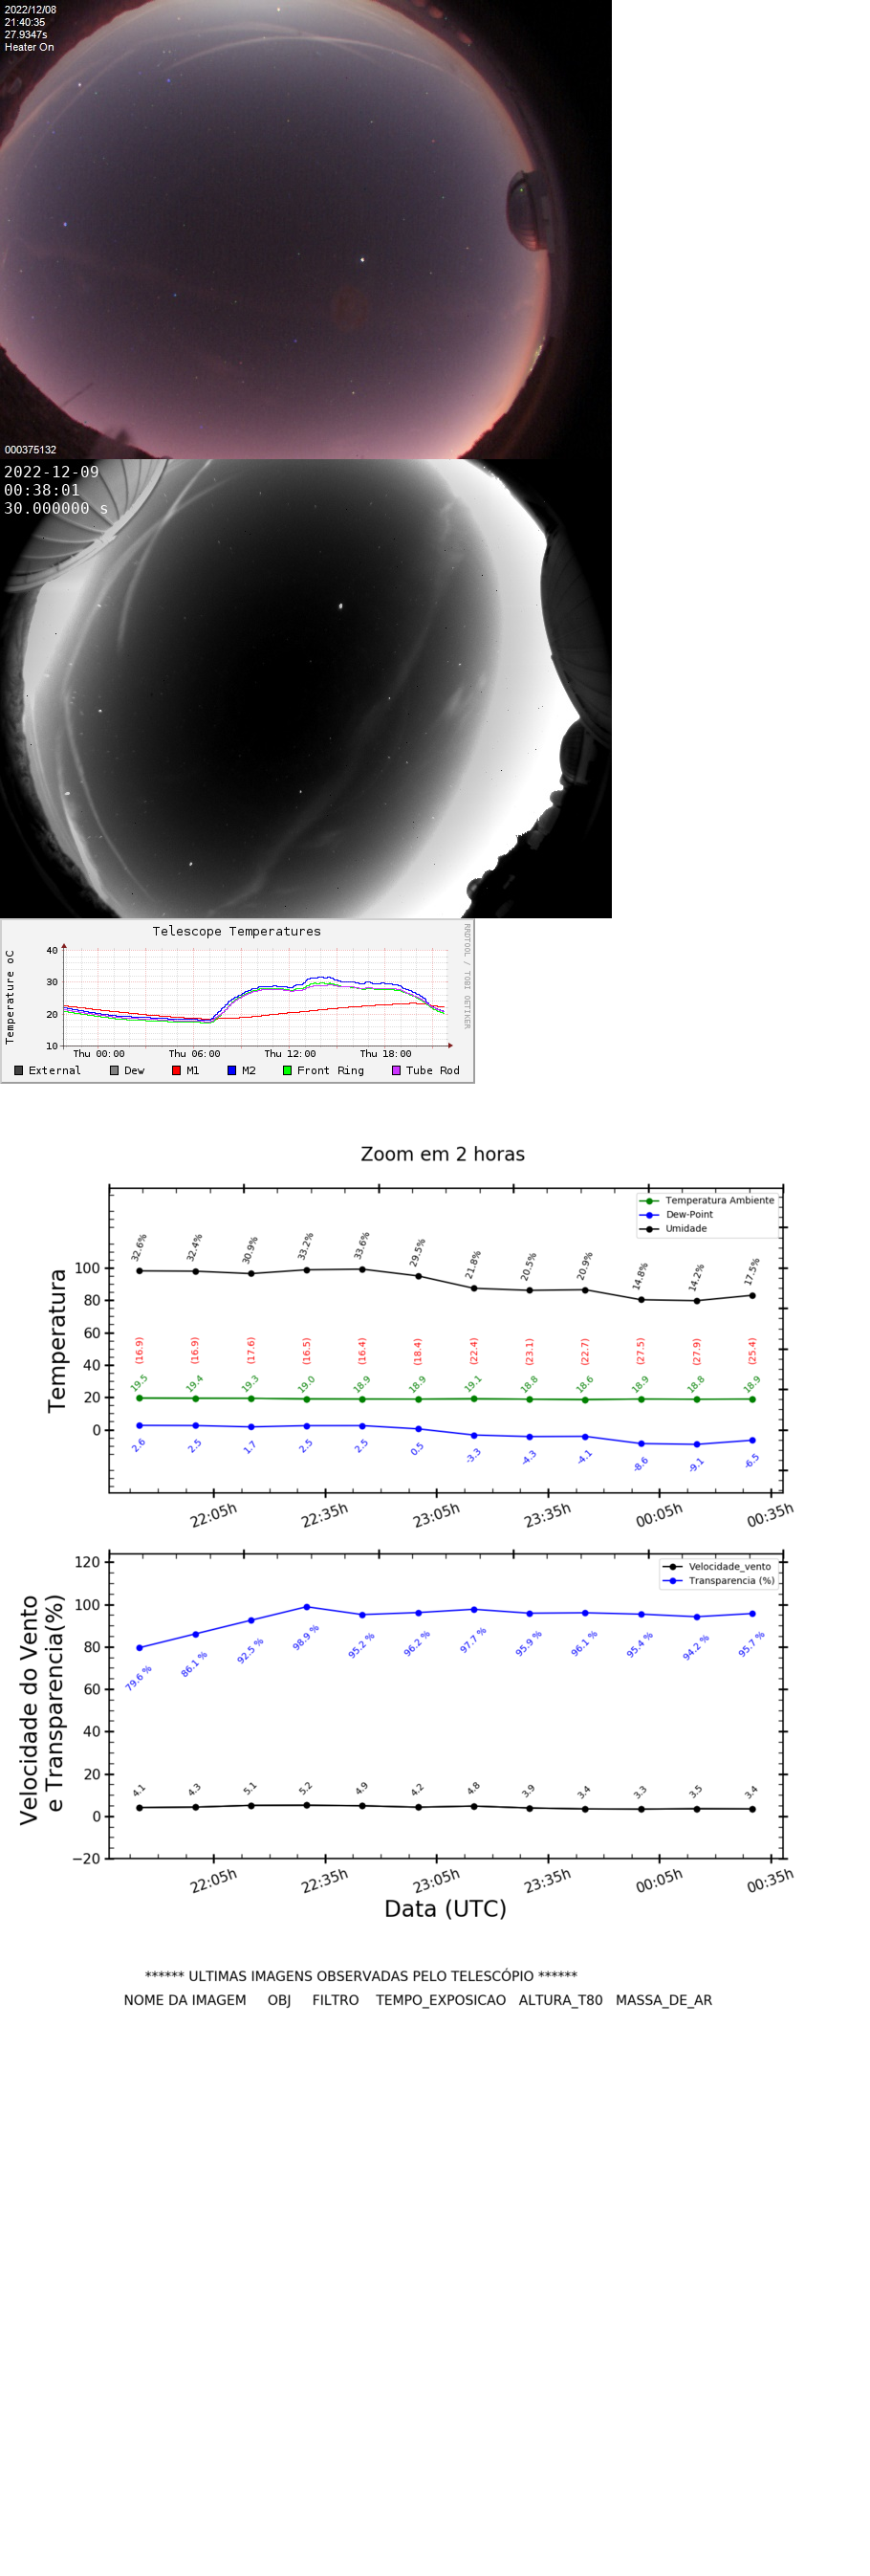 2022/12/08
21:40:35
27.9347s
Heater On
000375132
2022-12-09
00:38:01
30.000000 s
Telescope Temperatures
RRDTOOL / TOBI OETIKER
Temperature oC
40
30
20
10
Thu 00:00 Thu 06:00 Thu 12:00 Thu 18:00
External Dew M1 M2 Front Ring Tube Rod
Zoom em 2 horas
Temperatura Ambiente
Dew-Point
Umidade
Temperatura
100
80
60
40
20
0
32.6% 32.4% 30.9% 33.2% 33.6% 29.5% 21.8% 20.5% 20.9% 14.8% 14.2% 17.5%
(16.9) (16.9) (17.6) (16.5) (16.4) (18.4) (22.4) (23.1) (22.7) (27.5) (27.9) (25.4)
19.5 19.4 19.3 19.0 18.9 18.9 19.1 18.8 18.6 18.9 18.8 18.9
2.6 2.5 1.7 2.5 2.5 0.5 -3.3 -4.3 -4.1 -8.6 -9.1 -6.5
22:05h 22:35h 23:05h 23:35h 00:05h 00:35h
Velocidade_vento
Transparencia (%)
Velocidade do Vento
e Transparencia(%)
120
100
80
60
40
20
0
−20
79.6 % 86.1 % 92.5 % 98.9 % 95.2 % 96.2 % 97.7 % 95.9 % 96.1 % 95.4 % 94.2 % 95.7 %
4.1 4.3 5.1 5.2 4.9 4.2 4.8 3.9 3.4 3.3 3.5 3.4
22:05h 22:35h 23:05h 23:35h 00:05h 00:35h
Data (UTC)
****** ULTIMAS IMAGENS OBSERVADAS PELO TELESCÓPIO ******
NOME DA IMAGEM OBJ FILTRO TEMPO_EXPOSICAO ALTURA_T80 MASSA_DE_AR